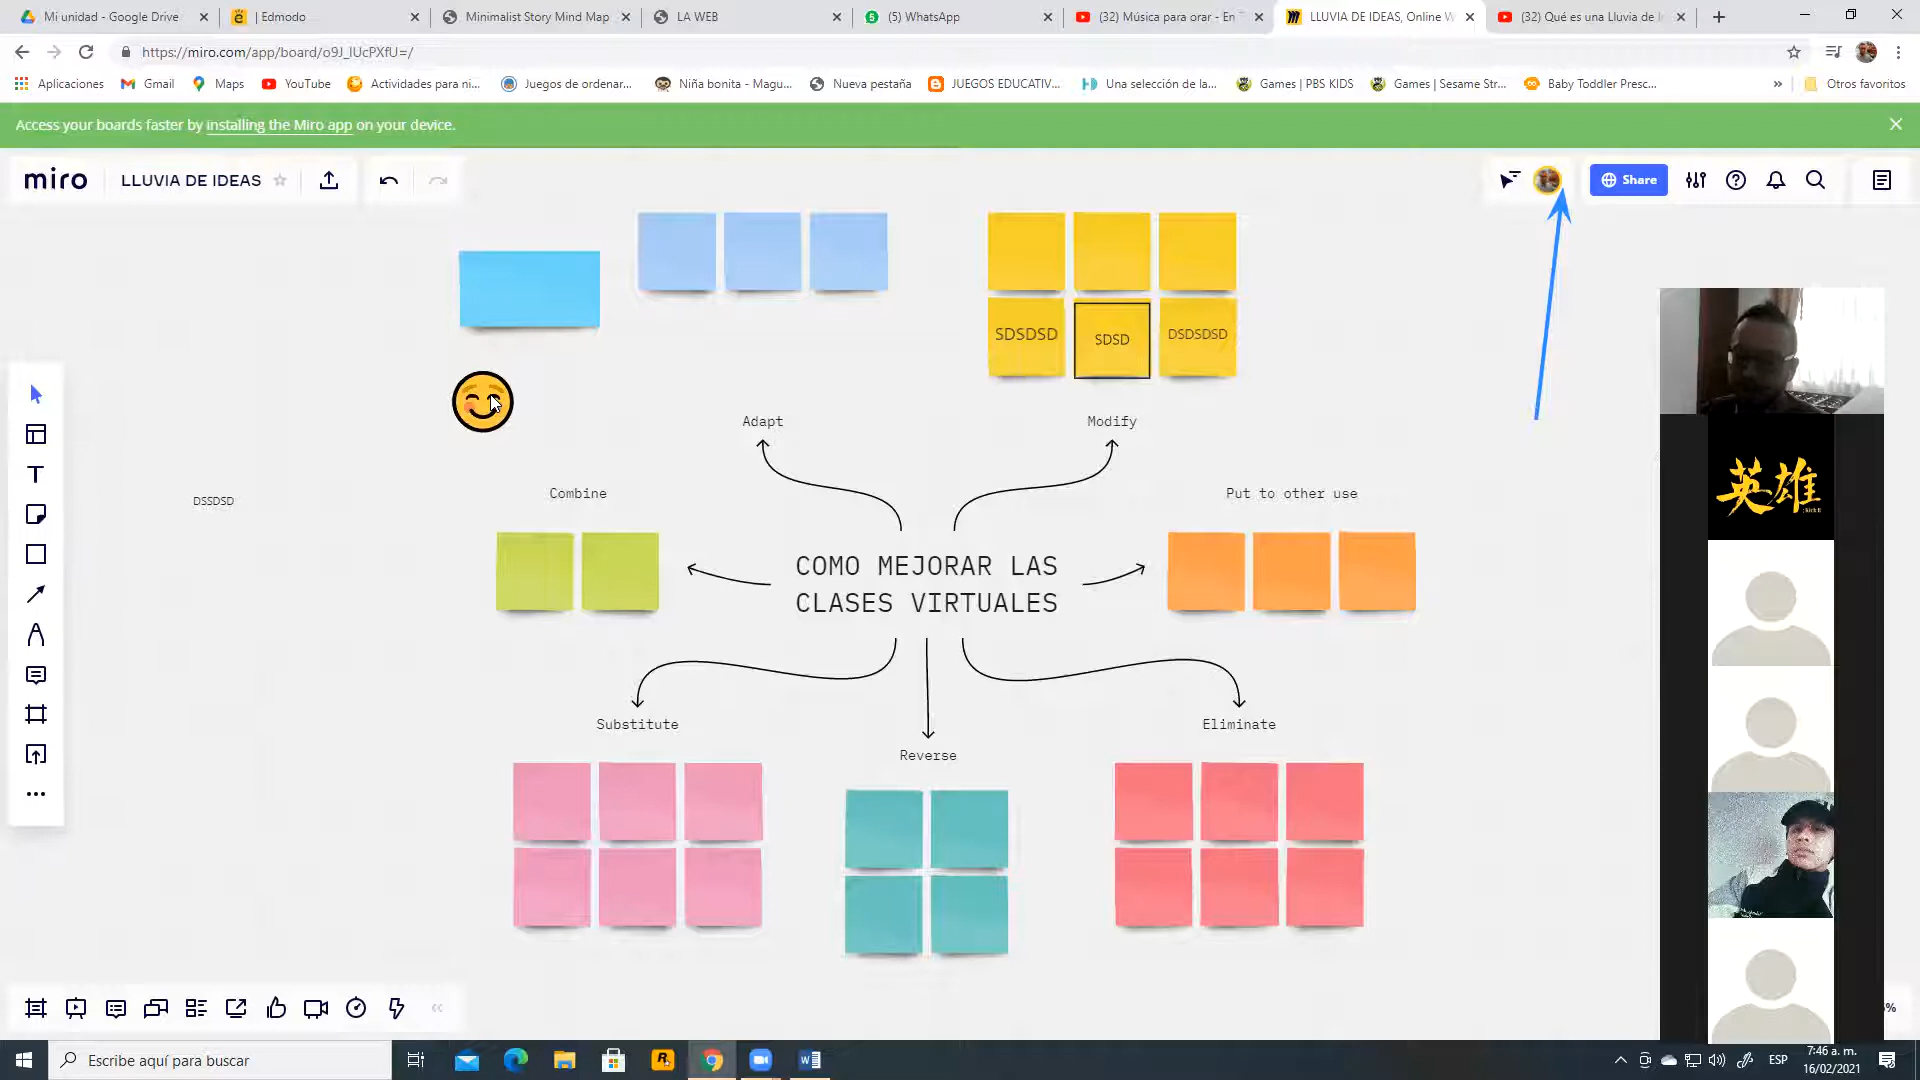 Mi unidad - Google Drive
| Edmodo
Minimalist Story Mind Map
LA WEB
(5) WhatsApp
(32) Música para orar - En T
LLUVIA DE IDEAS, Online W
(32) Qué es una Lluvia de I
https://miro.com/app/board/o9J_lUcPXfU=/
Aplicaciones
Gmail
Maps
YouTube
Actividades para ni...
Juegos de ordenar...
Niña bonita - Magu...
Nueva pestaña
JUEGOS EDUCATIV...
Una selección de la...
Games | PBS KIDS
Games | Sesame Str...
Baby Toddler Presc...
»
Otros favoritos
Access your boards faster by installing the Miro app on your device.
miro
LLUVIA DE IDEAS
Share
SDSDSD
SDSD
DSDSDSD
Adapt
Modify
Combine
Put to other use
DSSDSD
COMO MEJORAR LAS
CLASES VIRTUALES
Substitute
Reverse
Eliminate
英雄
Escribe aquí para buscar
ESP
7:46 a. m.
16/02/2021